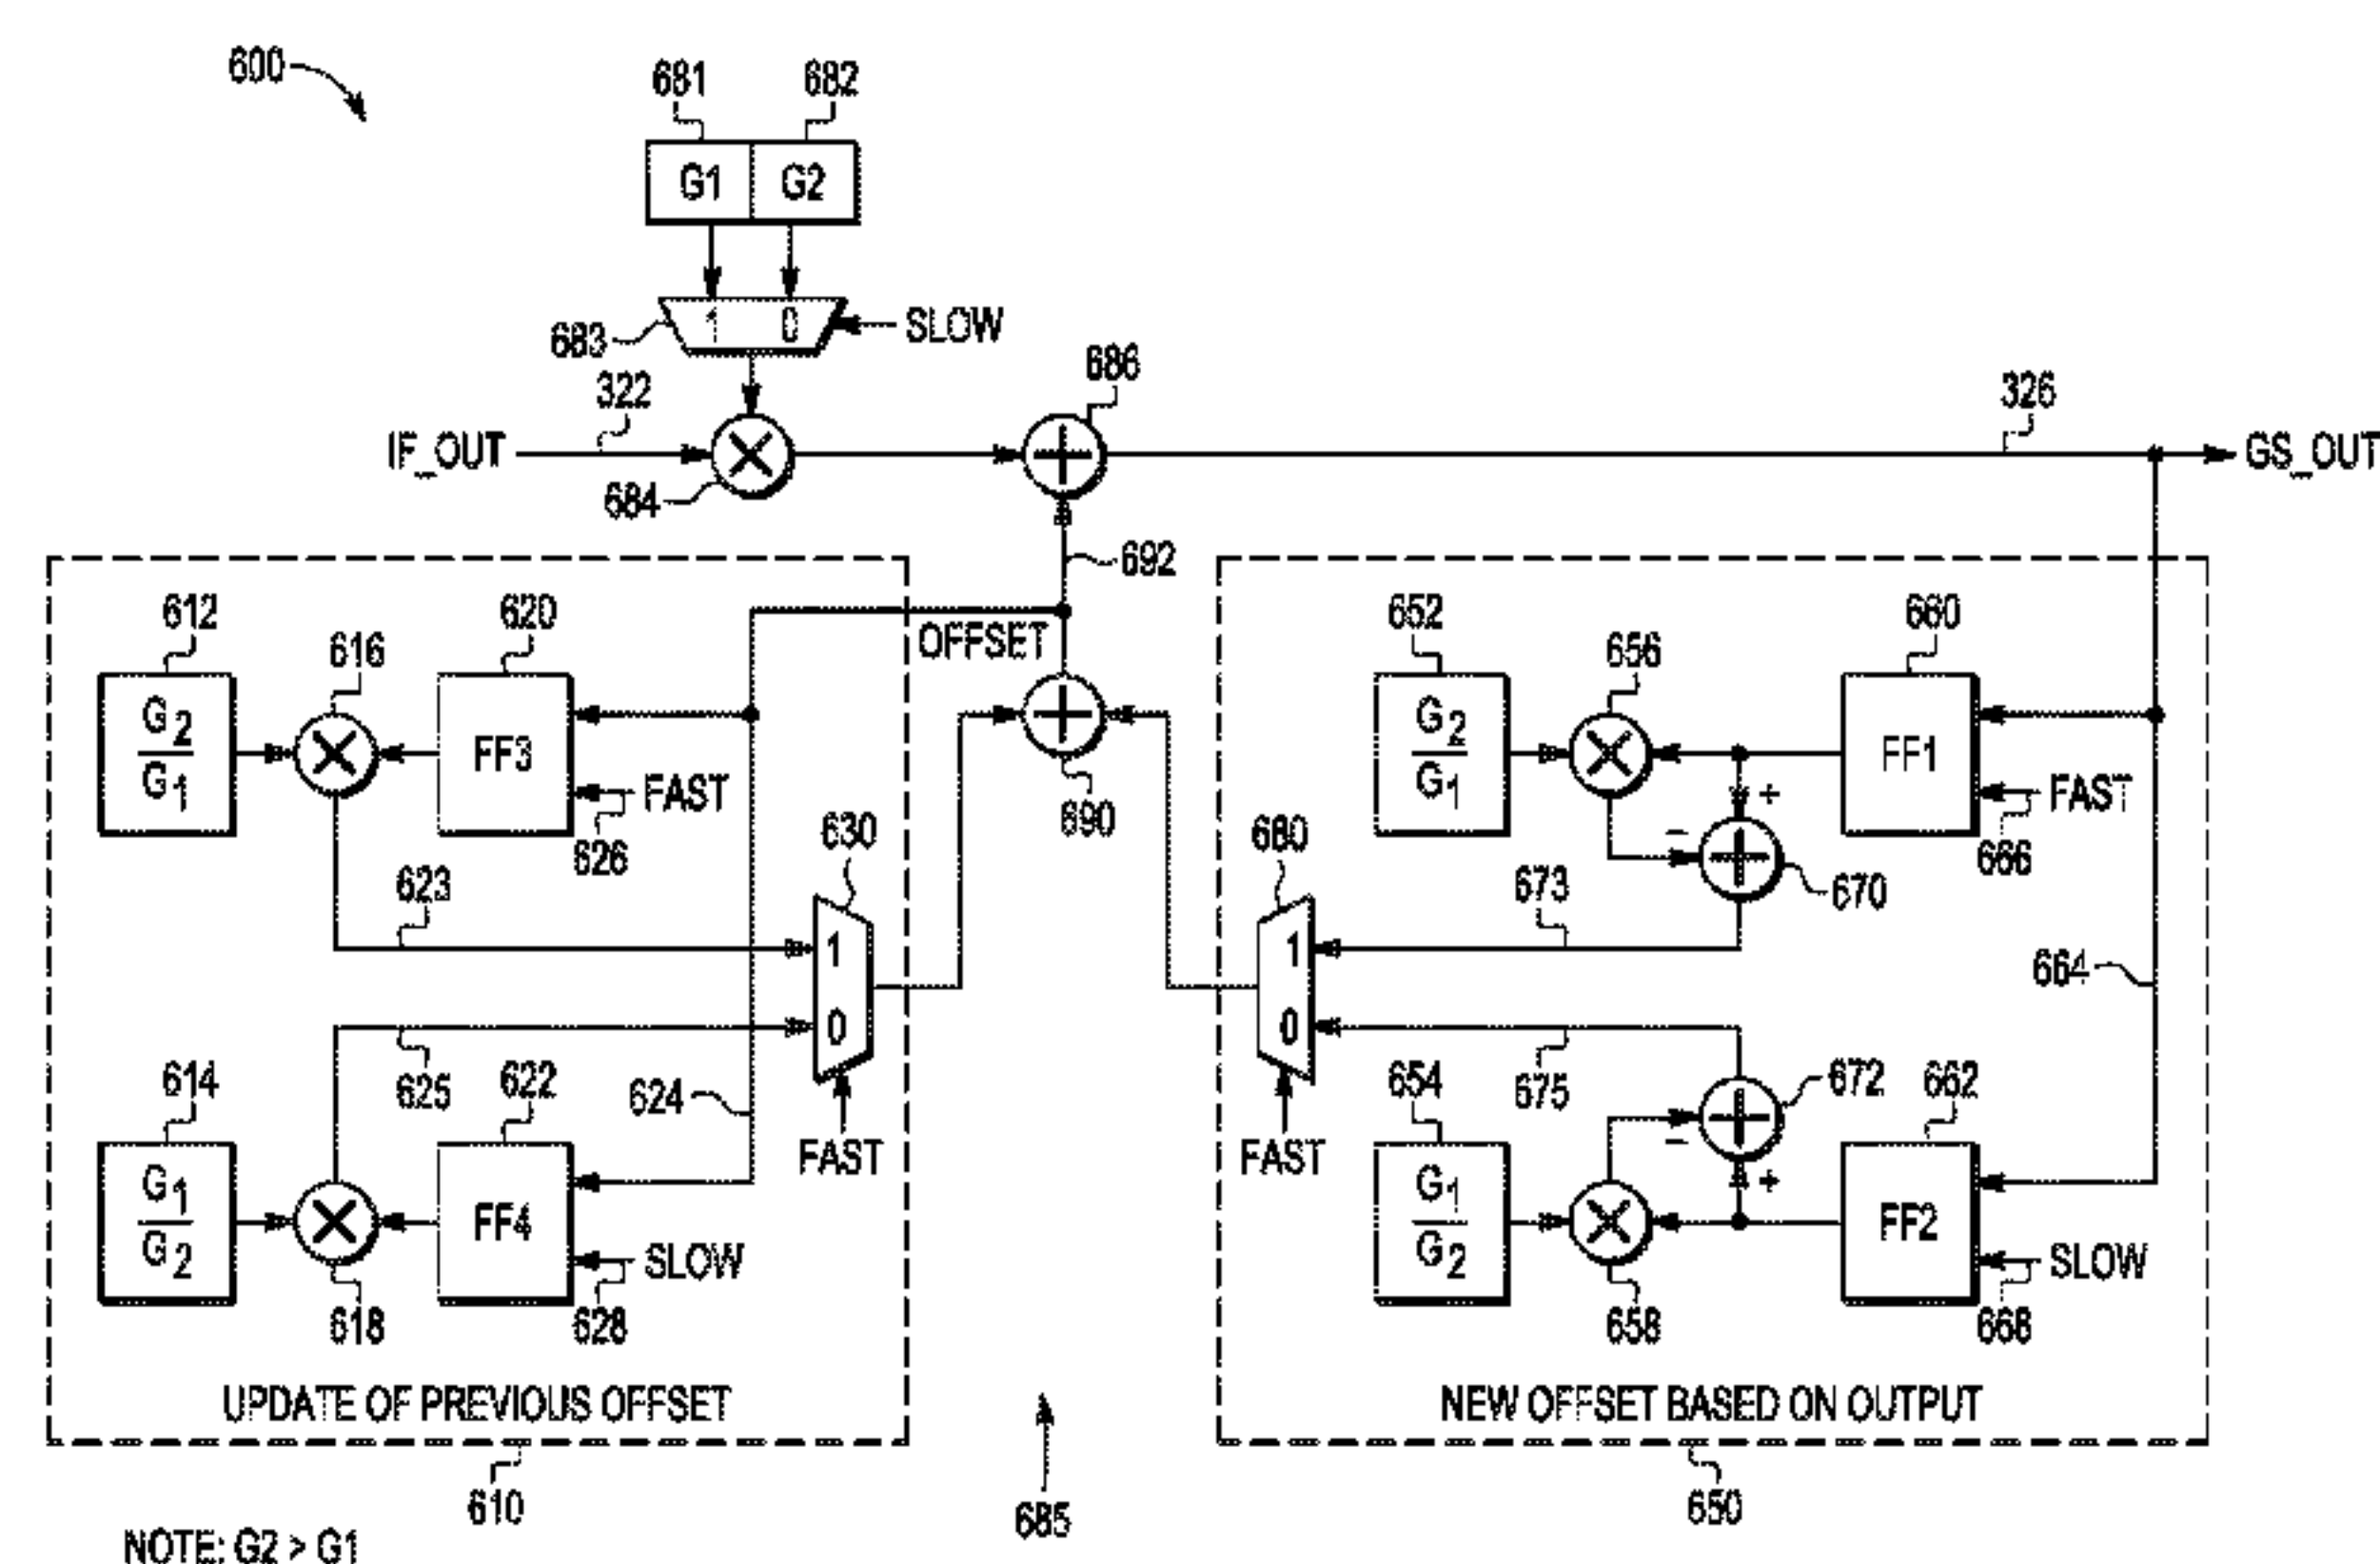 600
681 682
G1 G2
1 0
683
SLOW
322
686
326
IF_OUT
GS_OUT
684
692
612
616
620
OFFSET
652
656
660
G2
G1
FF3
FAST
626
690
G2
G1
FF1
FAST
666
623
630
680
673
670
1
0
1
0
664
625
624
675
672
614
622
FAST
FAST
654
662
G1
G2
FF4
SLOW
618
628
G1
G2
FF2
SLOW
658
668
- +
- +
UPDATE OF PREVIOUS OFFSET
NEW OFFSET BASED ON OUTPUT
610
685
650
NOTE: G2 > G1